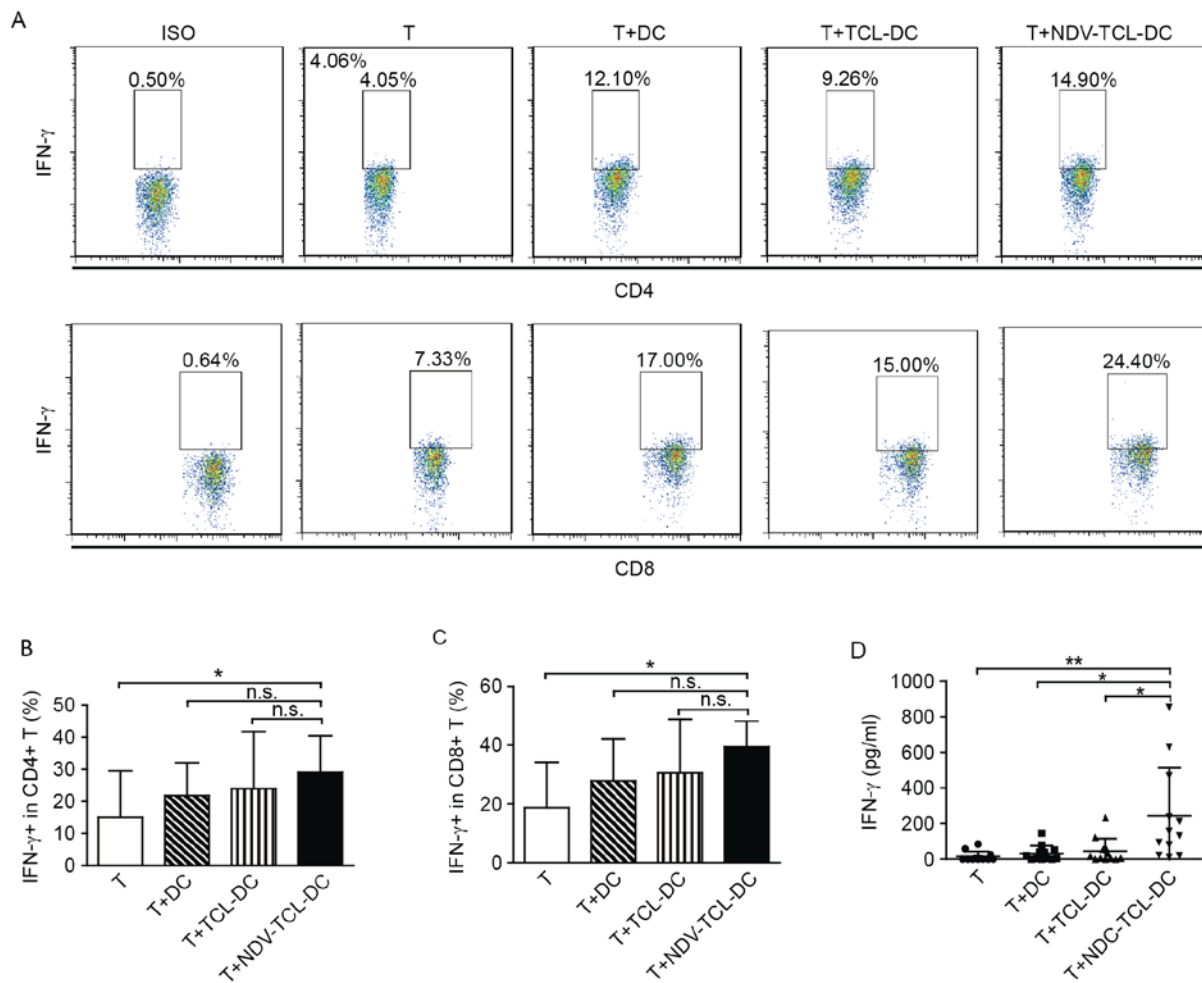 A
ISO T T+DC T+TCL-DC T+NDV-TCL-DC
4.06%
0.50% 4.05% 12.10% 9.26% 14.90%
IFN-γ
CD4
0.64% 7.33% 17.00% 15.00% 24.40%
IFN-γ
CD8
B
*
n.s.
n.s.
IFN-γ+ in CD4+ T (%)
50
40
30
20
10
0
T T+DC T+TCL-DC T+NDV-TCL-DC
C
*
n.s.
n.s.
IFN-γ+ in CD8+ T (%)
60
40
20
0
T T+DC T+TCL-DC T+NDV-TCL-DC
D
**
*
*
IFN-γ (pg/ml)
1000
800
600
400
200
0
T T+DC T+TCL-DC T+NDC-TCL-DC